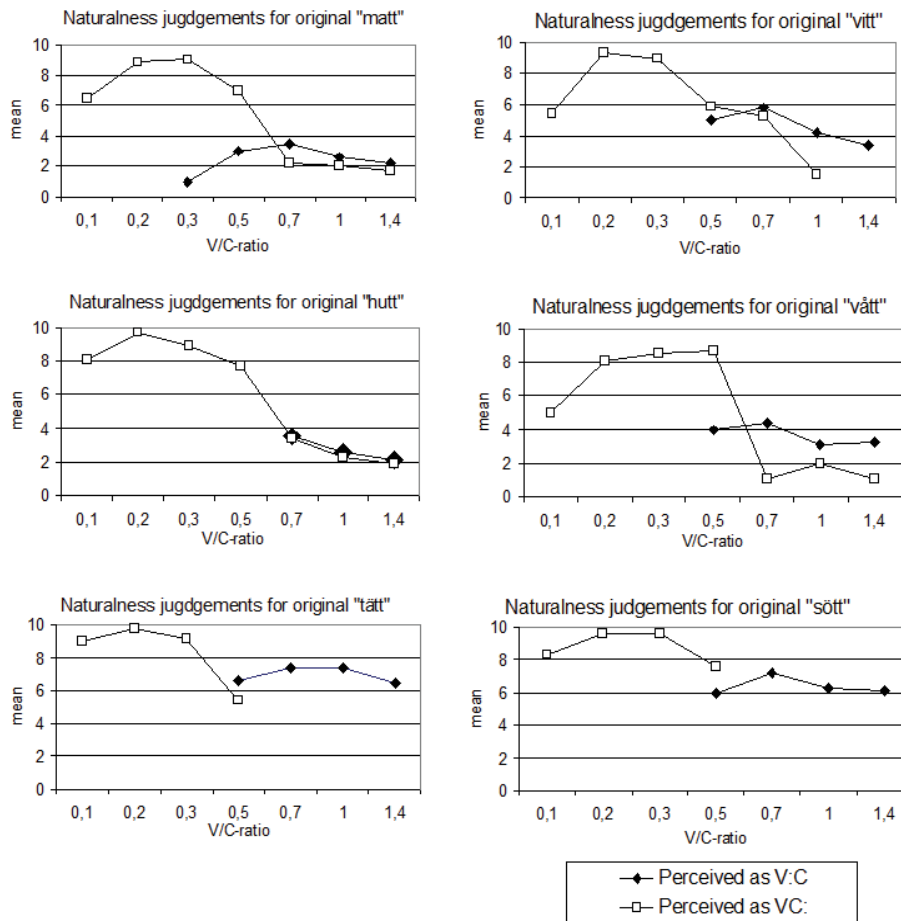 Naturalness jugdgements for original "matt"
10
8
6
4
2
0
mean
0,1 0,2 0,3 0,5 0,7 1 1,4
V/C-ratio
Naturalness jugdgements for original "vitt"
10
8
6
4
2
0
mean
0,1 0,2 0,3 0,5 0,7 1 1,4
V/C-ratio
Naturalness jugdgements for original "hutt"
10
8
6
4
2
0
mean
0,1 0,2 0,3 0,5 0,7 1 1,4
V/C-ratio
Naturalness jugdgements for original "vått"
10
8
6
4
2
0
mean
0,1 0,2 0,3 0,5 0,7 1 1,4
V/C-ratio
Naturalness jugdgements for original "tätt"
10
8
6
4
2
0
mean
0,1 0,2 0,3 0,5 0,7 1 1,4
V/C-ratio
Naturalness judgements for original "sött"
10
8
6
4
2
0
mean
0,1 0,2 0,3 0,5 0,7 1 1,4
V/C-ratio
Perceived as V:C
Perceived as VC: